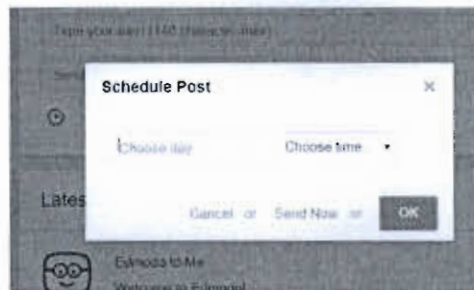 Type your alert (140 character max)
Send
Schedule Post ×
Choose day
Choose time
Cancel or Send Now or OK
Lates
Edmodo to Me
Welcome to Edmodo!